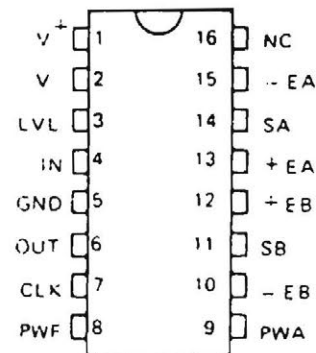 V+ 1 16 NC
V 2 15 - EA
LVL 3 14 SA
IN 4 13 + EA
GND 5 12 ÷ EB
OUT 6 11 SB
CLK 7 10 - EB
PWF 8 9 PWA